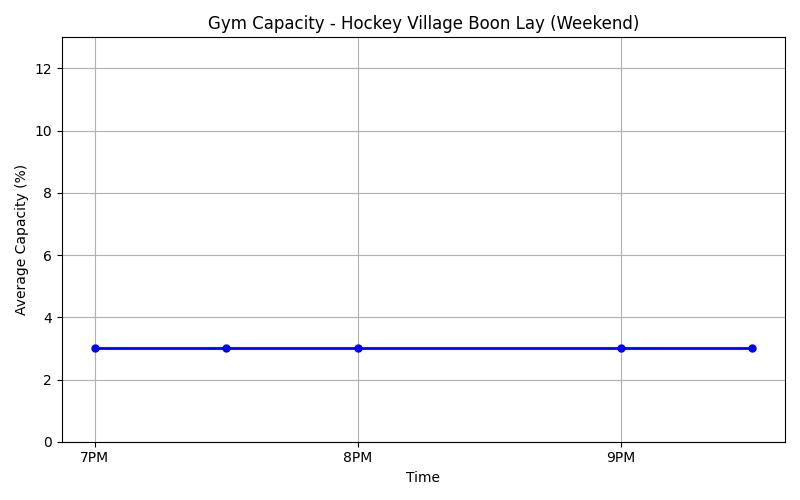 Gym Capacity - Hockey Village Boon Lay (Weekend)
12
10
8
6
4
2
0
Average Capacity (%)
7PM
8PM
9PM
Time